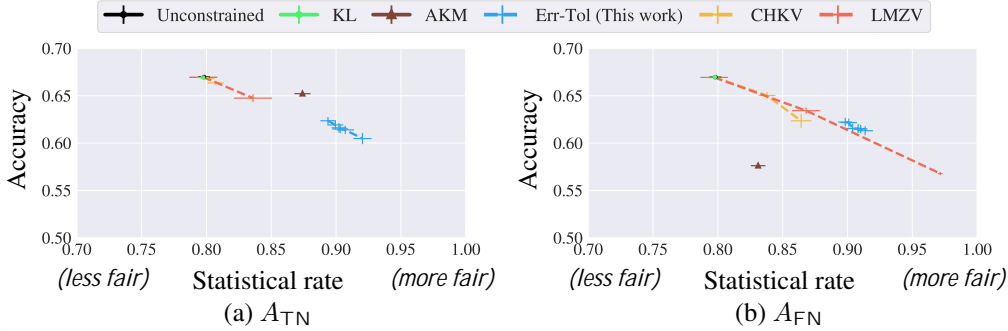 Unconstrained KL AKM Err-Tol (This work) CHKV LMZV
0.70 0.70
0.65 0.65
0.60 0.60
0.55 0.55
0.50 0.50
Accuracy Accuracy
0.70 0.75 0.80 0.85 0.90 0.95 1.00 0.70 0.75 0.80 0.85 0.90 0.95 1.00
(less fair) Statistical rate (more fair) (less fair) Statistical rate (more fair)
(a) A_TN (b) A_FN